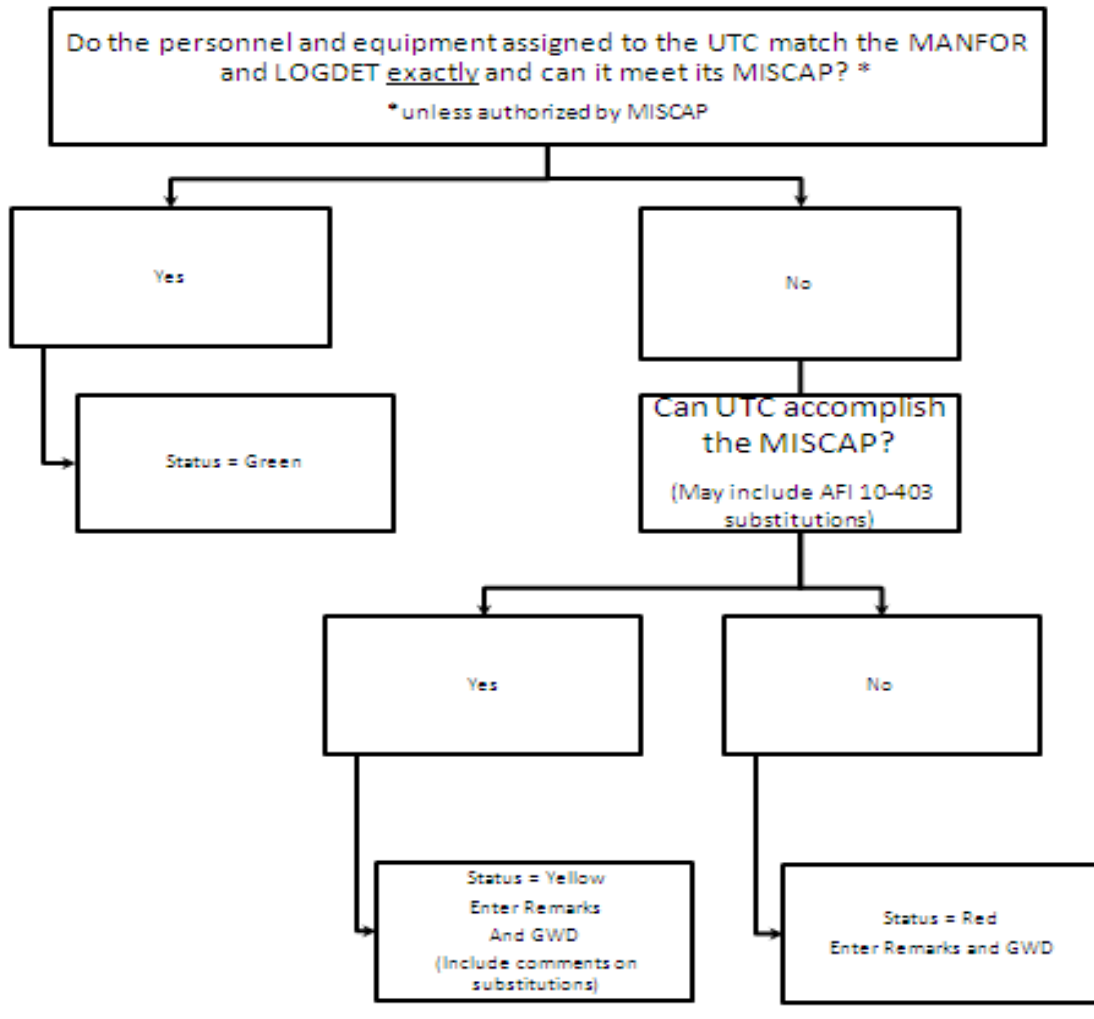 Do the personnel and equipment assigned to the UTC match the MANFOR
and LOGDET exactly and can it meet its MISCAP? *
*unless authorized by MISCAP
Yes
No
Status = Green
Can UTC accomplish
the MISCAP?
(May include AFI 10-403
substitutions)
Yes
No
Status = Yellow
Enter Remarks
And GWD
(Include comments on
substitutions)
Status = Red
Enter Remarks and GWD